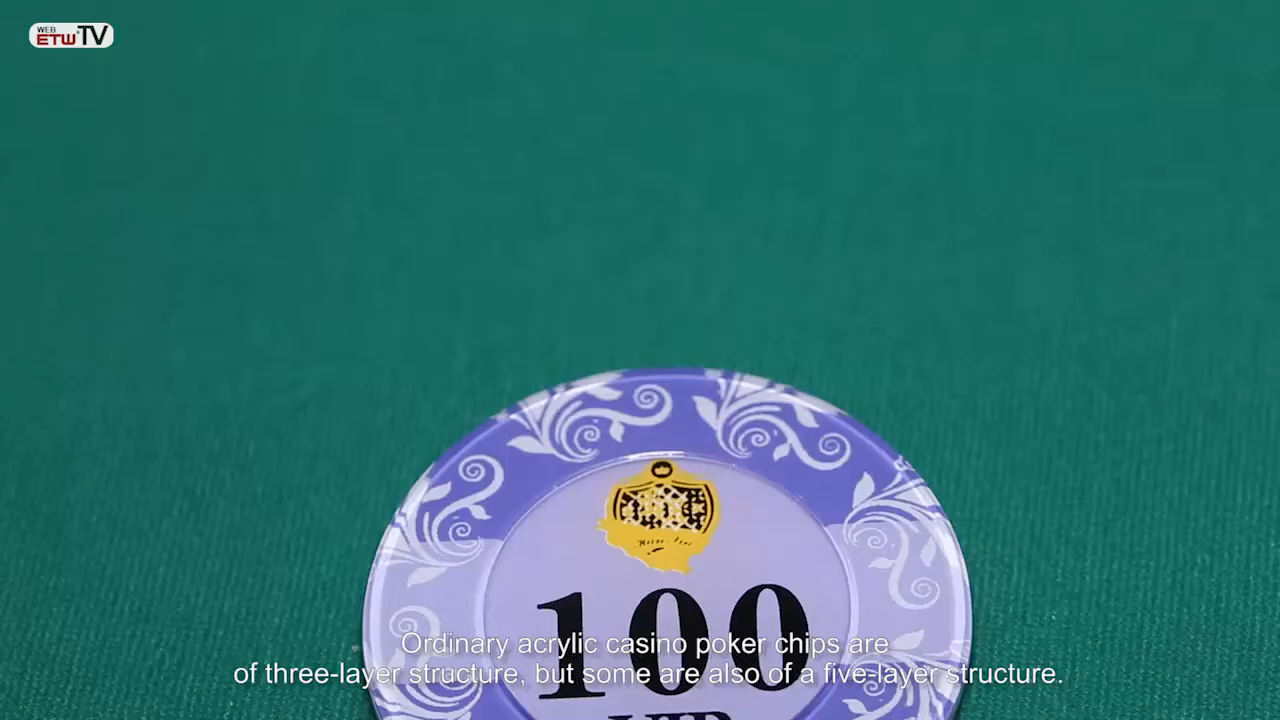 WEB
ETW TV
100
Ordinary acrylic casino poker chips are
of three-layer structure, but some are also of a five-layer structure.
VIP